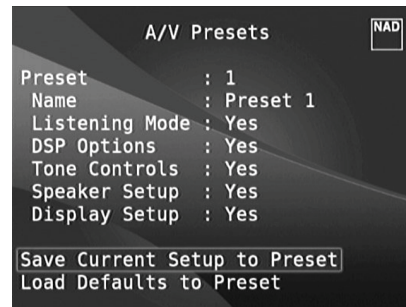 A/V Presets
NAD
Preset : 1
Name : Preset 1
Listening Mode : Yes
DSP Options : Yes
Tone Controls : Yes
Speaker Setup : Yes
Display Setup : Yes
Save Current Setup to Preset
Load Defaults to Preset